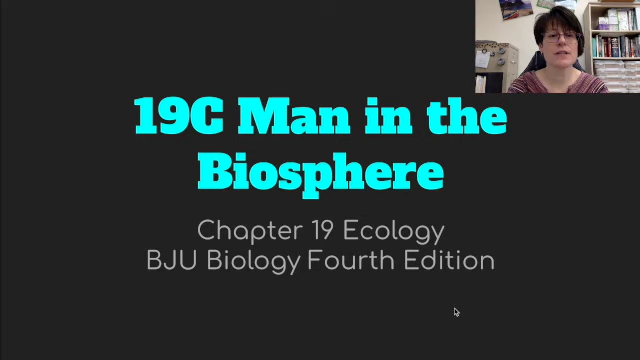 19C Man in the
Biosphere
Chapter 19 Ecology
BJU Biology Fourth Edition